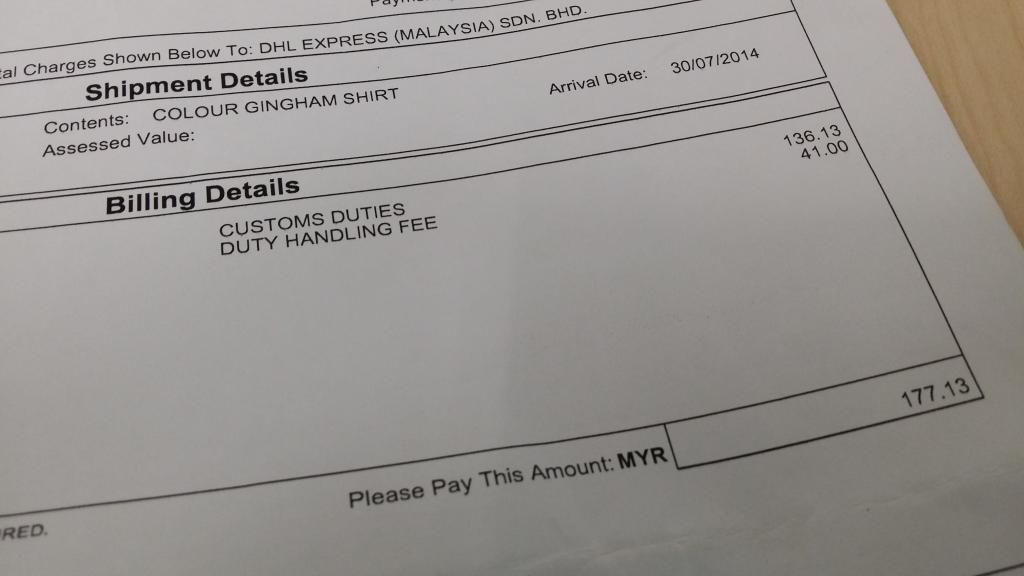 tal Charges Shown Below To: DHL EXPRESS (MALAYSIA) SDN. BHD.
Shipment Details
Contents: COLOUR GINGHAM SHIRT Arrival Date: 30/07/2014
Assessed Value:
Billing Details
CUSTOMS DUTIES 136.13
DUTY HANDLING FEE 41.00
Please Pay This Amount: MYR 177.13
RED.